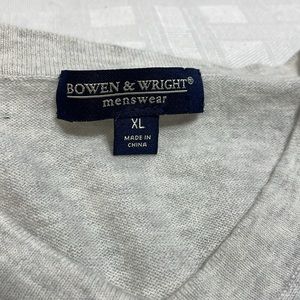 BOWEN & WRIGHT®
menswear
XL
MADE IN
CHINA